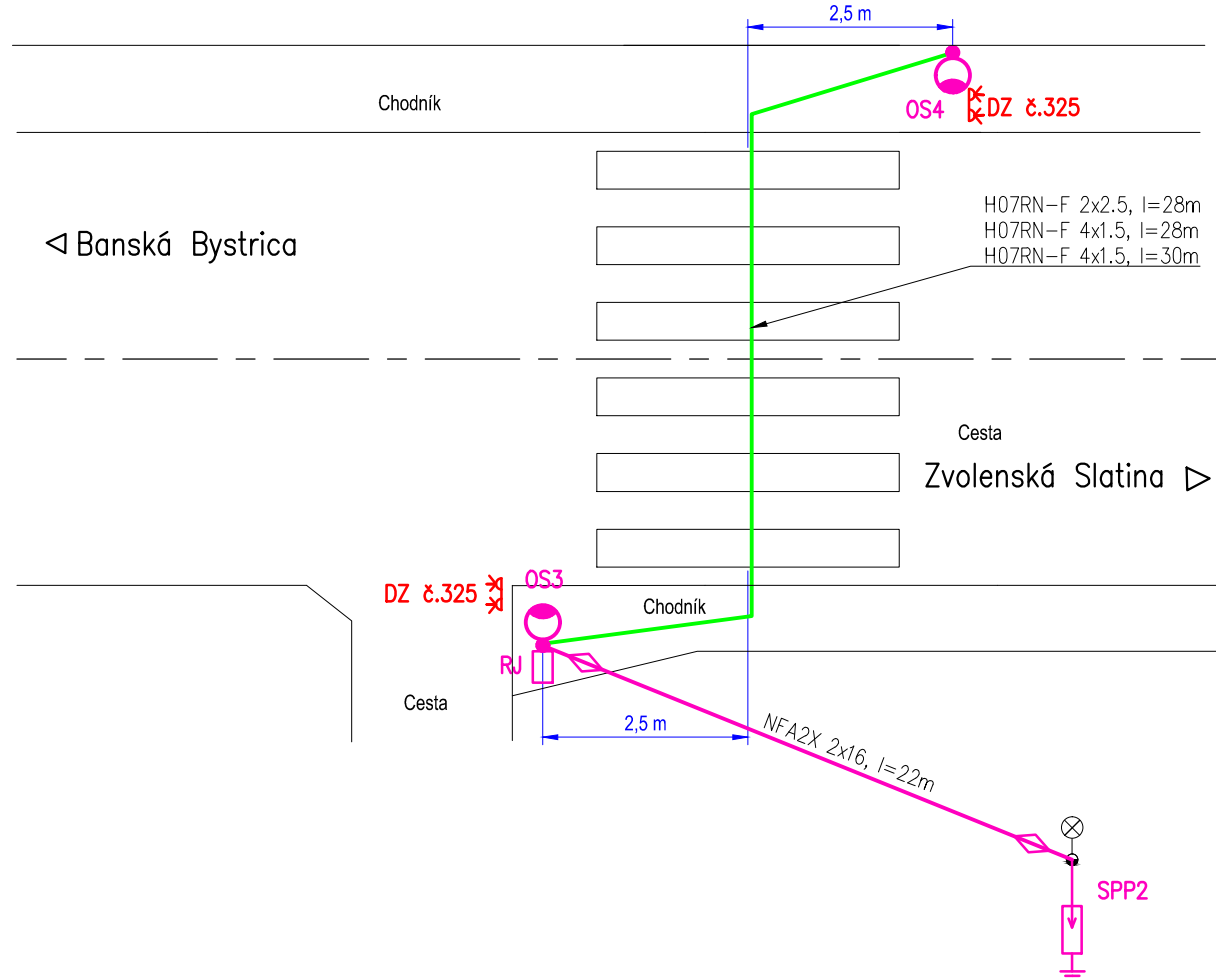 2,5 m
Chodník
OS4
DZ č.325
H07RN-F 2x2.5, l=28m
H07RN-F 4x1.5, l=28m
H07RN-F 4x1.5, l=30m
Banská Bystrica
Cesta
Zvolenská Slatina
DZ č.325
OS3
Chodník
RJ
Cesta
2,5 m
NFA2X 2x16, l=22m
SPP2